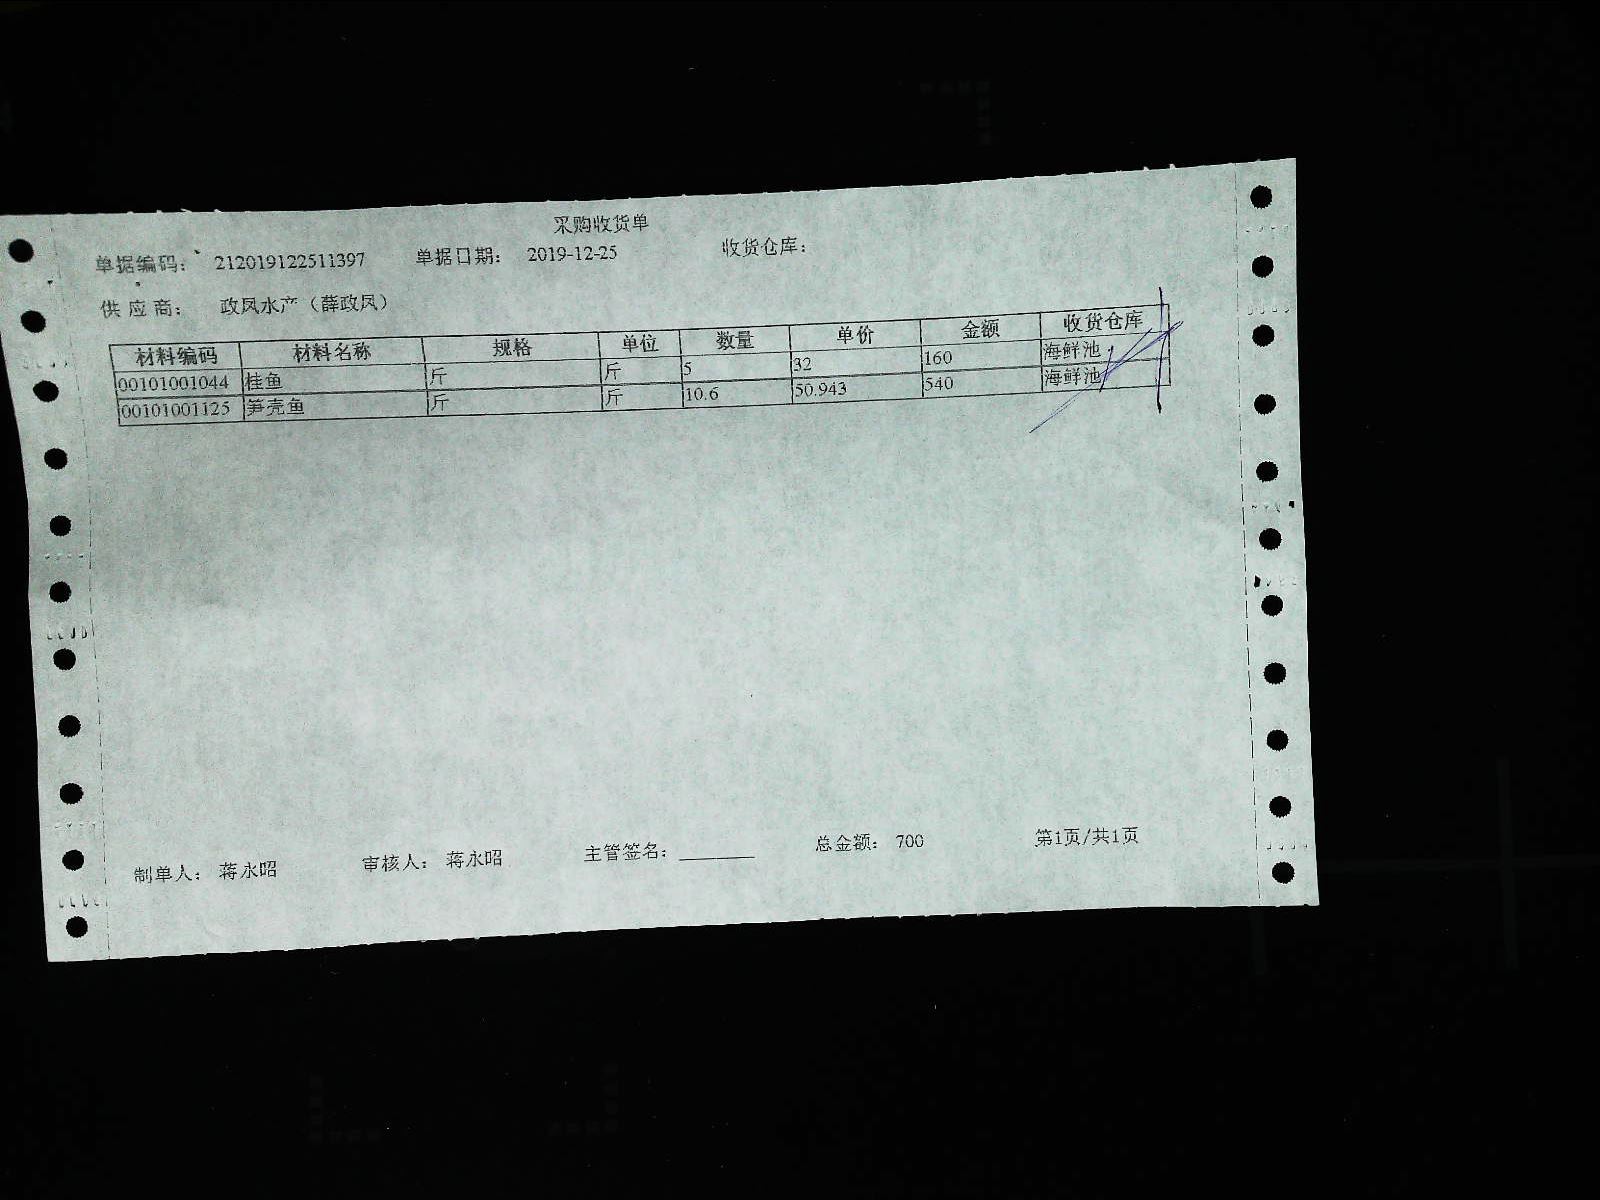 采购收货单
单据编码： 212019122511397 单据日期： 2019-12-25 收货仓库：
供应商： 政凤水产（薛政凤）
材料编码 材料名称 规格 单位 数量 单价 金额 收货仓库
00101001044 桂鱼 斤 斤 5 32 160 海鲜池
00101001125 笋壳鱼 斤 斤 10.6 50.943 540 海鲜池
制单人： 蒋永昭 审核人： 蒋永昭 主管签名：________ 总金额： 700 第1页/共1页